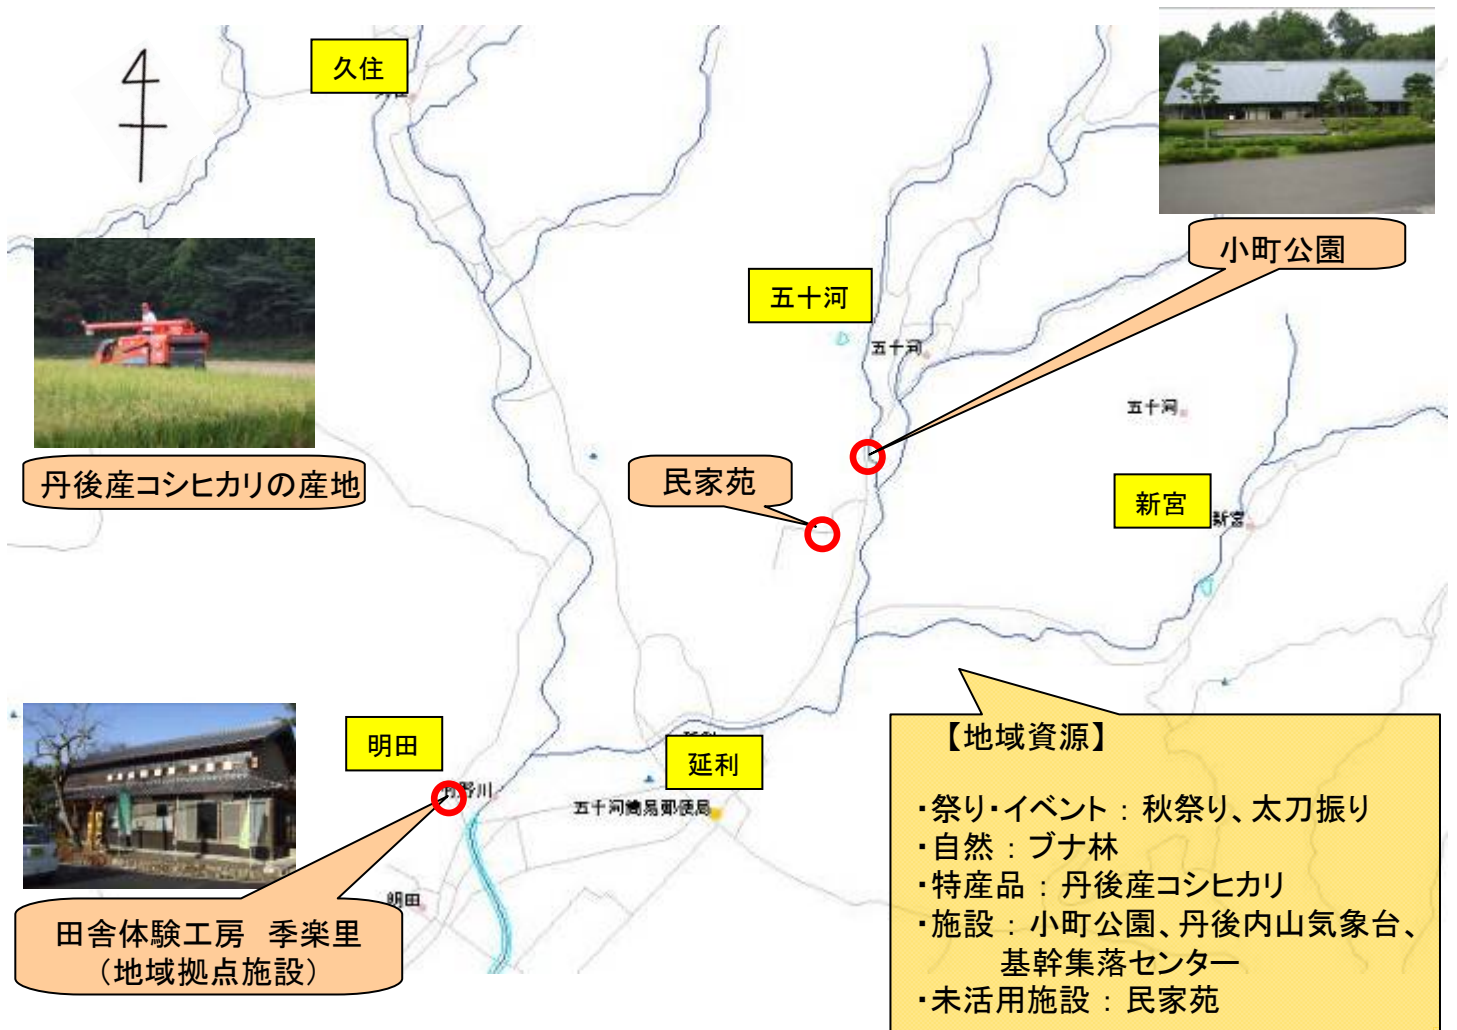 久住
小町公園
五十河
五十河
五十河
丹後産コシヒカリの産地
民家苑
新宮
新宮
明田
延利
竹野川
五十河簡易郵便局
明田
田舎体験工房 季楽里
(地域拠点施設)
【地域資源】
・祭り・イベント : 秋祭り、太刀振り
・自然 : ブナ林
・特産品 : 丹後産コシヒカリ
・施設 : 小町公園、丹後内山気象台、
基幹集落センター
・未活用施設 : 民家苑